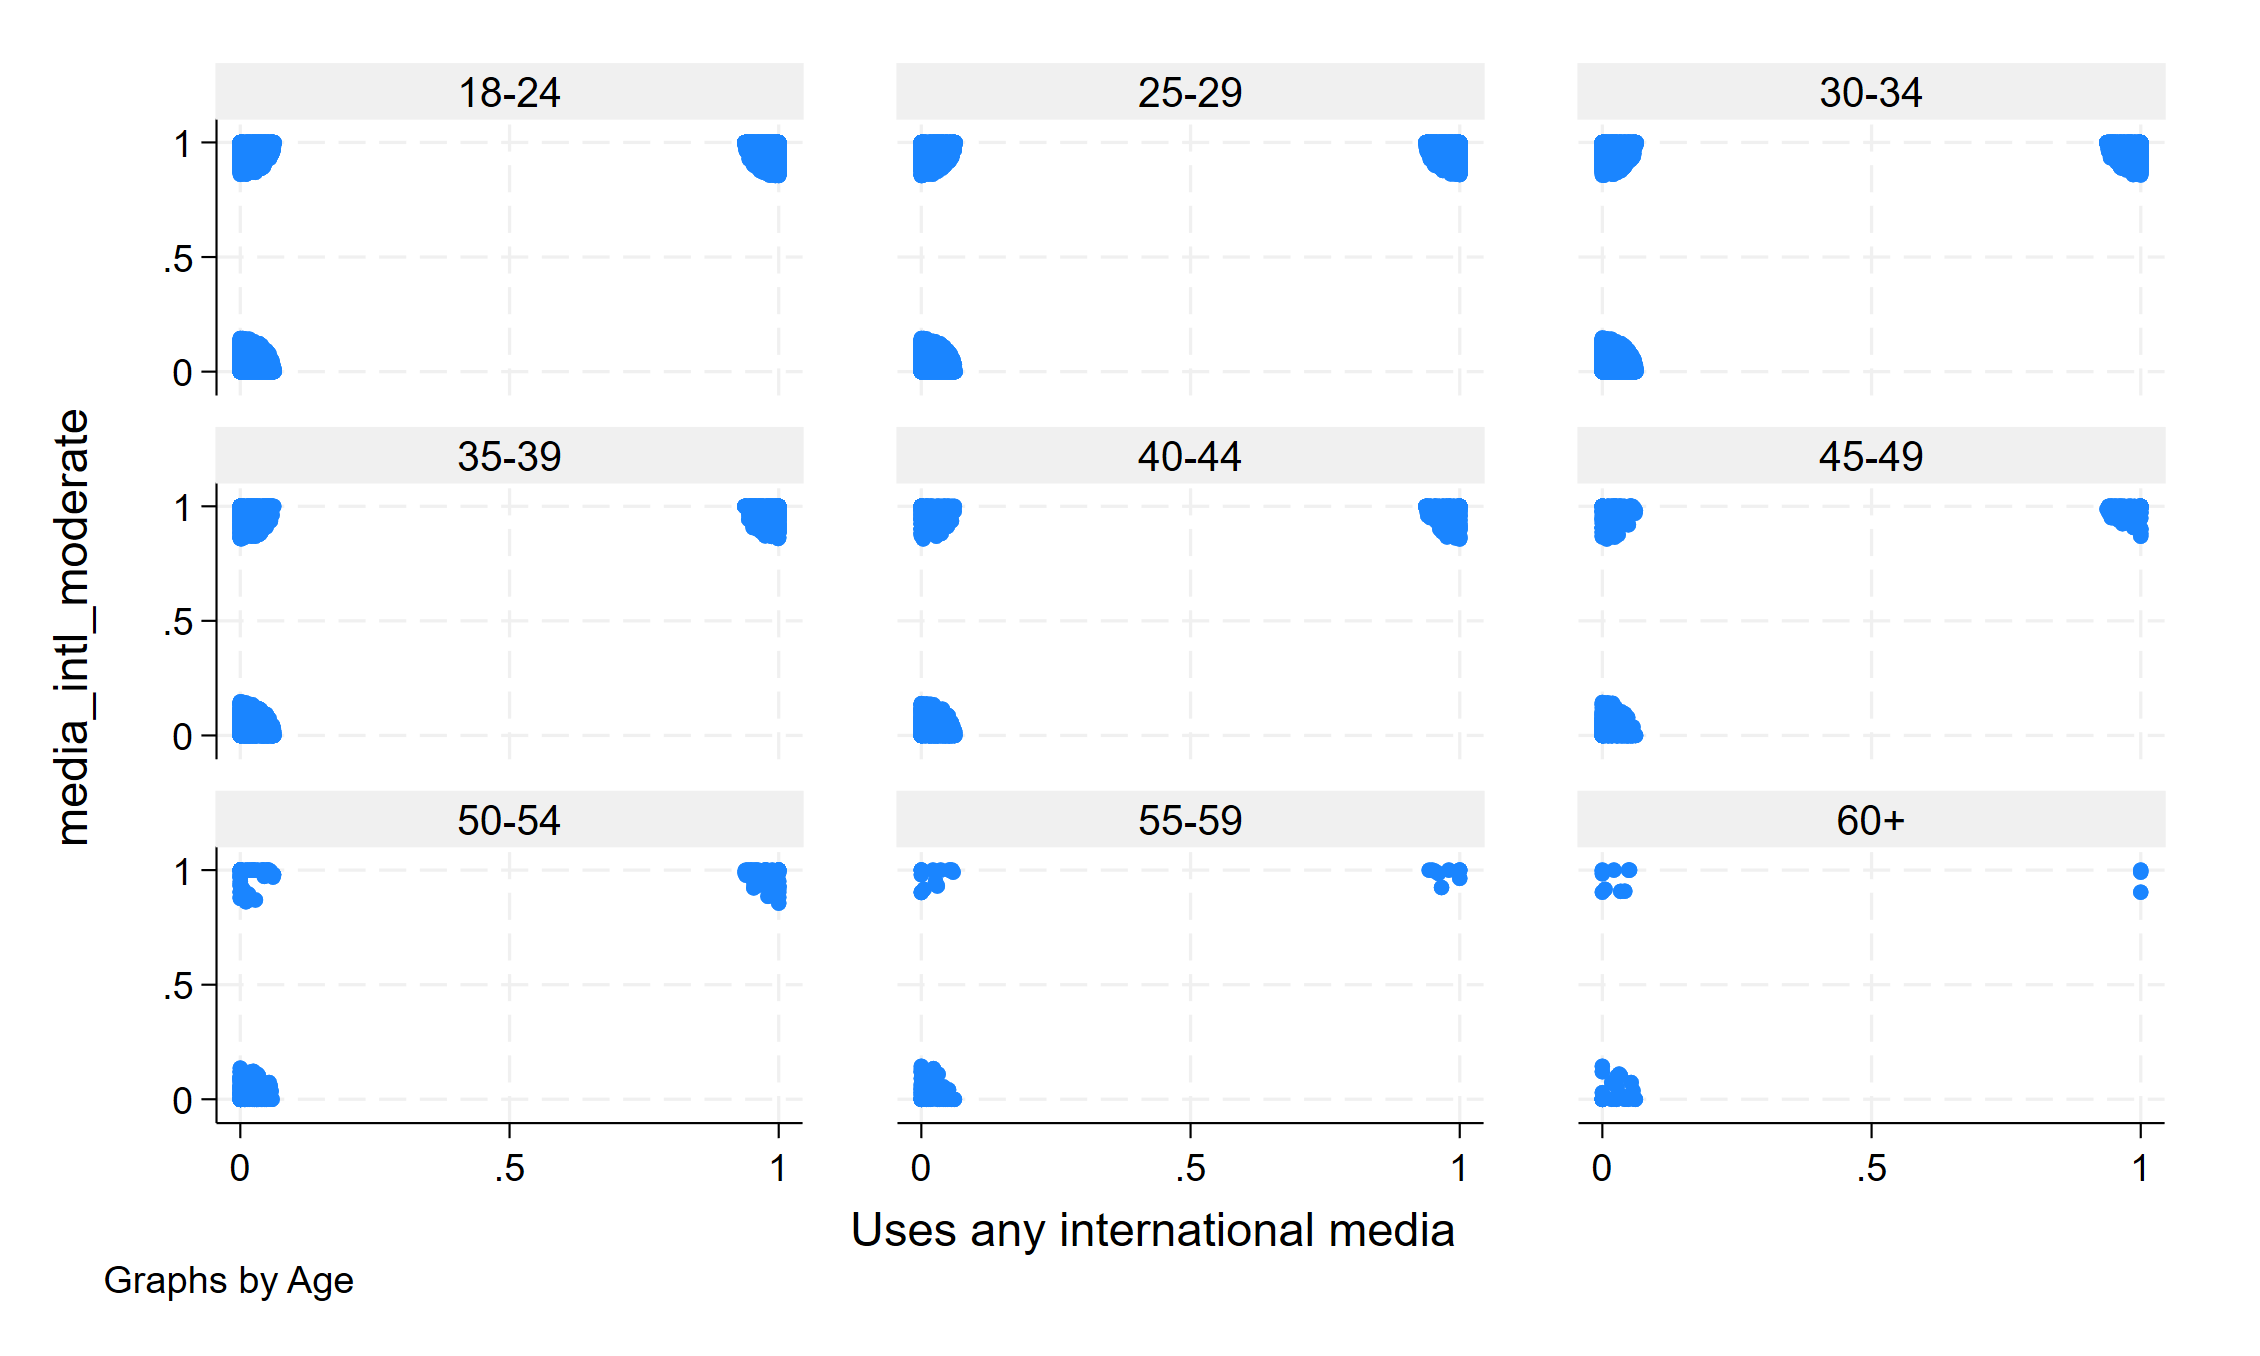 18-24 25-29 30-34
1
.5
0
35-39 40-44 45-49
1
.5
0
media_intl_moderate
50-54 55-59 60+
1
.5
0
0 .5 1 0 .5 1 0 .5 1
Uses any international media
Graphs by Age